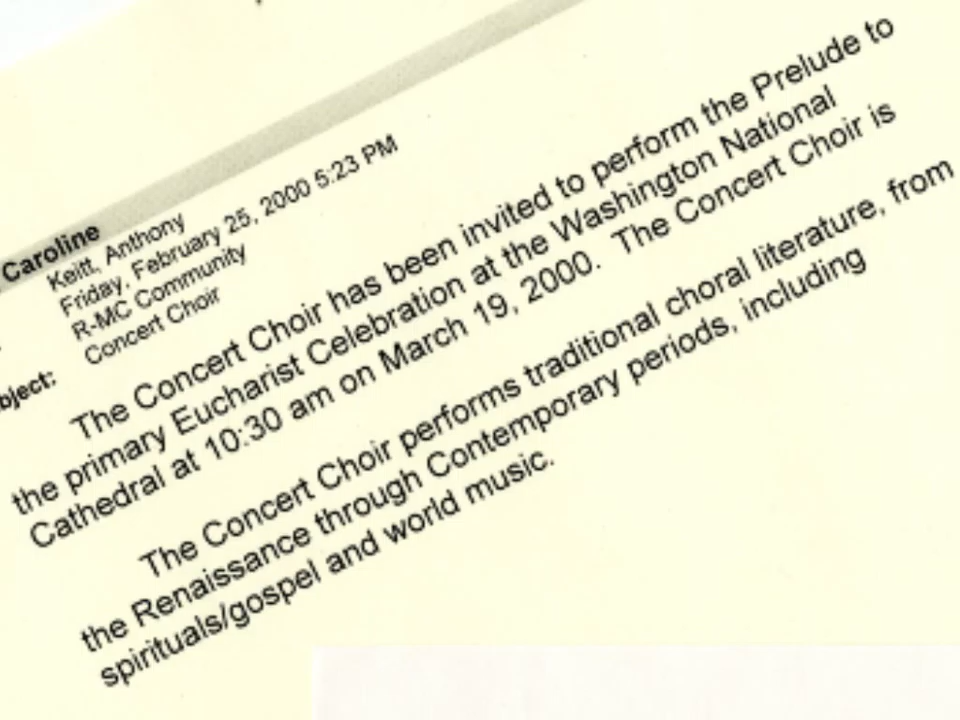 Caroline
Keitt, Anthony
Friday, February 25, 2000 5:23 PM
R-MC Community
bject: Concert Choir
The Concert Choir has been invited to perform the Prelude to
the primary Eucharist Celebration at the Washington National
Cathedral at 10:30 am on March 19, 2000. The Concert Choir is
The Concert Choir performs traditional choral literature, from
the Renaissance through Contemporary periods, including
spirituals/gospel and world music.